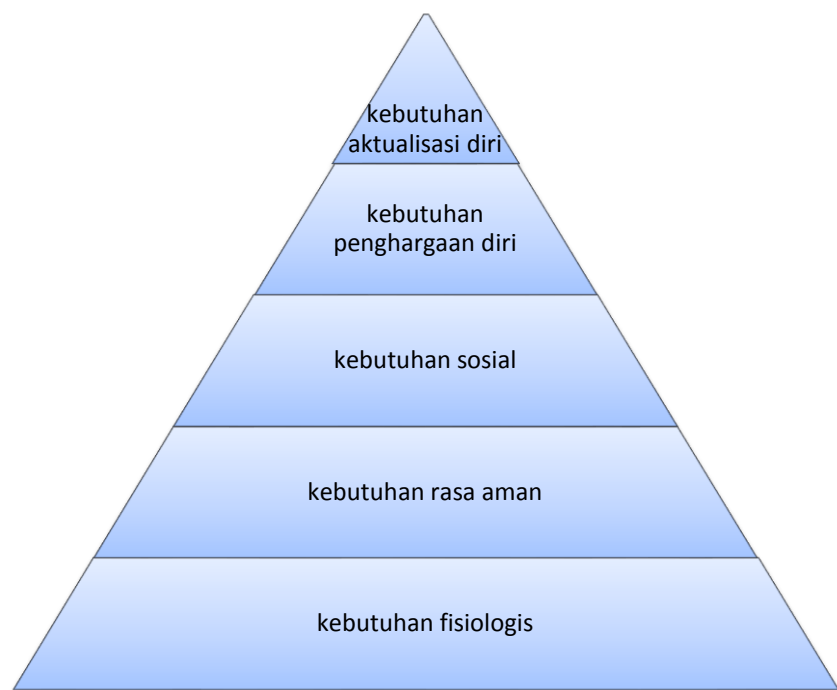 kebutuhan
aktualisasi diri
kebutuhan
penghargaan diri
kebutuhan sosial
kebutuhan rasa aman
kebutuhan fisiologis